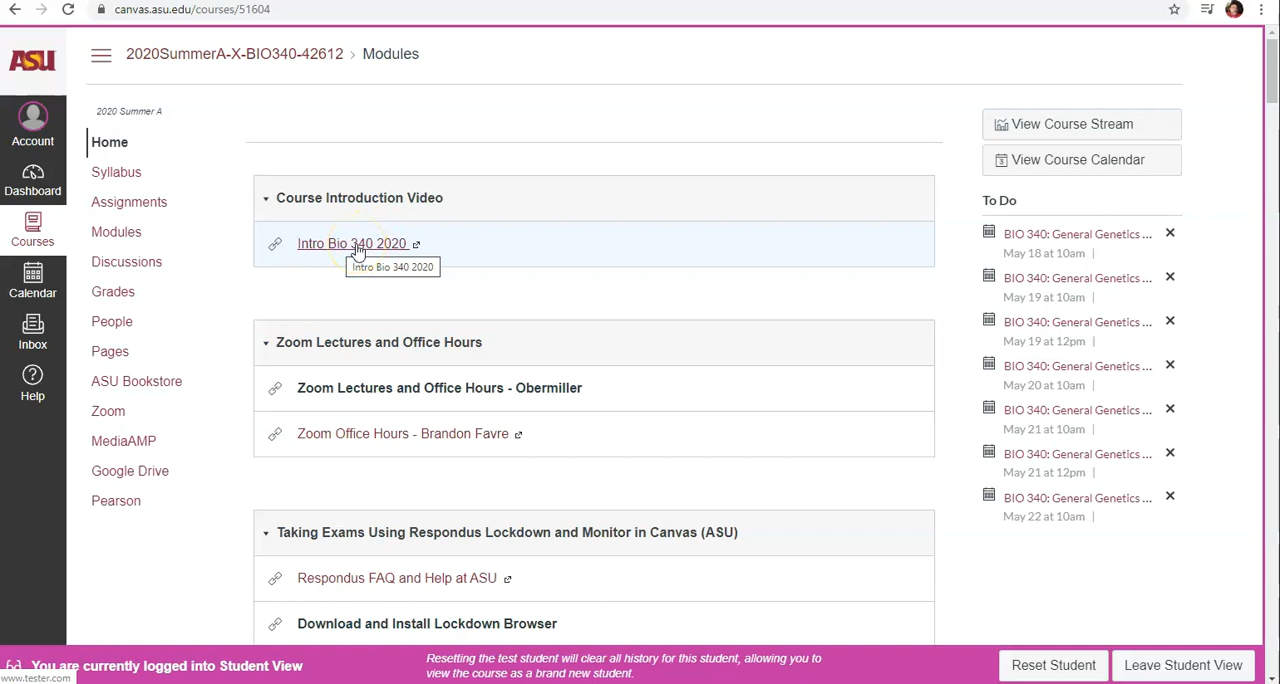 canvas.asu.edu/courses/51604
ASU
2020SummerA-X-BIO340-42612 > Modules
2020 Summer A
Account
Dashboard
Courses
Calendar
Inbox
Help
Home
Syllabus
Assignments
Modules
Discussions
Grades
People
Pages
ASU Bookstore
Zoom
MediaAMP
Google Drive
Pearson
Course Introduction Video
Intro Bio 340 2020
Intro Bio 340 2020
Zoom Lectures and Office Hours
Zoom Lectures and Office Hours - Obermiller
Zoom Office Hours - Brandon Favre
Taking Exams Using Respondus Lockdown and Monitor in Canvas (ASU)
Respondus FAQ and Help at ASU
Download and Install Lockdown Browser
View Course Stream
3 View Course Calendar
To Do
BIO 340: General Genetics ...
May 18 at 10am |
BIO 340: General Genetics ...
May 19 at 10am |
BIO 340: General Genetics ...
May 19 at 12pm |
BIO 340: General Genetics ...
May 20 at 10am |
BIO 340: General Genetics ...
May 21 at 10am |
BIO 340: General Genetics ...
May 21 at 12pm |
BIO 340: General Genetics ...
May 22 at 10am |
You are currently logged into Student View
Resetting the test student will clear all history for this student, allowing you to
view the course as a brand new student.
Reset Student
Leave Student View
www.tester.com